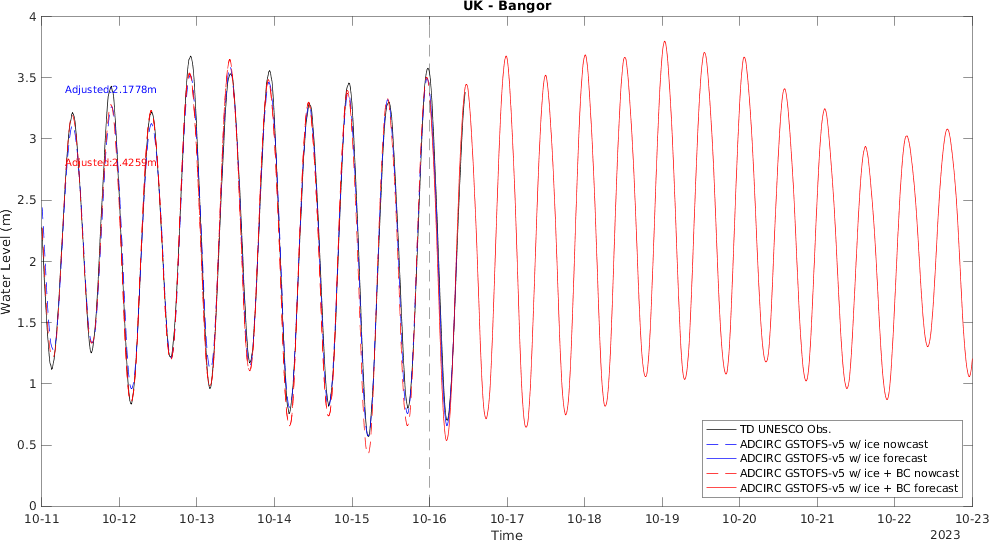 UK - Bangor
4
3.5
3
2.5
2
1.5
1
0.5
0
Water Level (m)
Adjusted:2.1778m
Adjusted:2.4259m
TD UNESCO Obs.
ADCIRC GSTOFS-v5 w/ ice nowcast
ADCIRC GSTOFS-v5 w/ ice forecast
ADCIRC GSTOFS-v5 w/ ice + BC nowcast
ADCIRC GSTOFS-v5 w/ ice + BC forecast
10-11 10-12 10-13 10-14 10-15 10-16 10-17 10-18 10-19 10-20 10-21 10-22 10-23
Time
2023